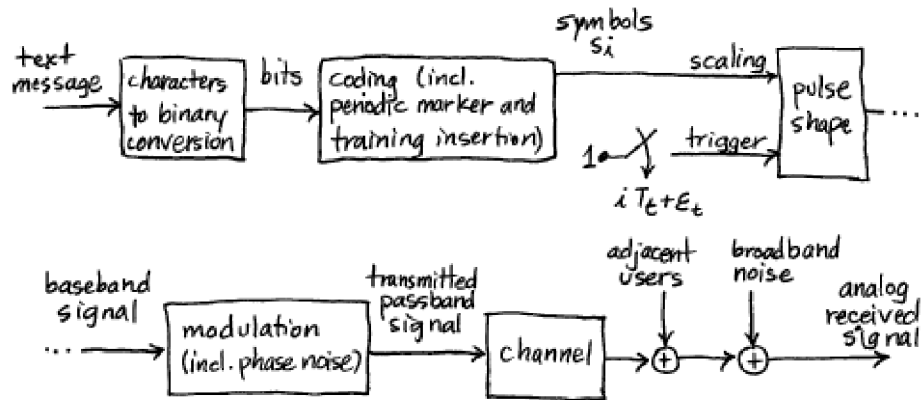 text
message
characters
to binary
conversion
bits
coding (incl.
periodic marker and
training insertion)
symbols
si
scaling
1
trigger
i Tt + εt
pulse
shape
...
baseband
signal
...
modulation
(incl. phase noise)
transmitted
passband
signal
channel
adjacent
users
+
broadband
noise
+
analog
received
signal